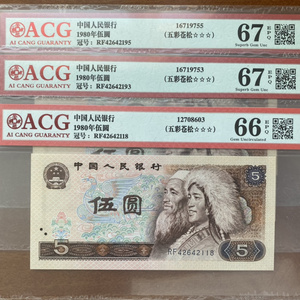 ACG
AI CANG GUARANTY
中国人民银行
1980年伍圆
冠号：RF42642195
16719755
(五彩苍松☆☆☆)
67 EPQ
Superb Gem Unc
ACG
AI CANG GUARANTY
中国人民银行
1980年伍圆
冠号：RF42642193
16719753
(五彩苍松☆☆☆)
67 EPQ
Superb Gem Unc
ACG
AI CANG GUARANTY
中国人民银行
1980年伍圆
冠号：RF42642118
12708603
(五彩苍松☆☆☆)
66 EPQ
Gem Uncirculated
中国人民银行
5
伍圆
RF42642118
5
5